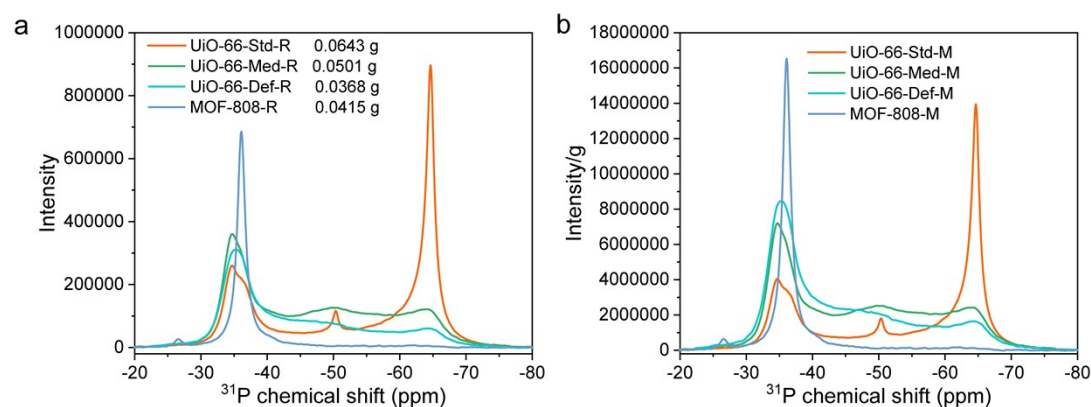 a
1000000
800000
600000
400000
200000
0
Intensity
UiO-66-Std-R 0.0643 g
UiO-66-Med-R 0.0501 g
UiO-66-Def-R 0.0368 g
MOF-808-R 0.0415 g
-20 -30 -40 -50 -60 -70 -80
³¹P chemical shift (ppm)
b
18000000
16000000
14000000
12000000
10000000
8000000
6000000
4000000
2000000
0
Intensity/g
UiO-66-Std-M
UiO-66-Med-M
UiO-66-Def-M
MOF-808-M
-20 -30 -40 -50 -60 -70 -80
³¹P chemical shift (ppm)